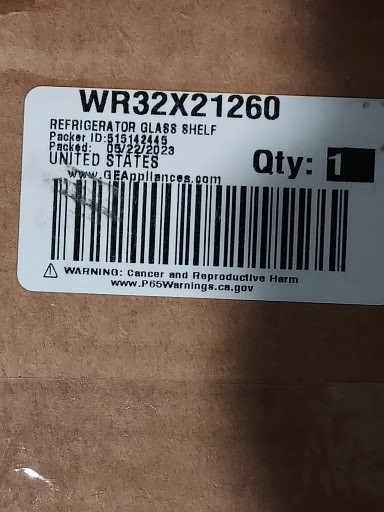 WR32X21260
REFRIGERATOR GLASS SHELF
Packer ID:515142445
Packed: 05/22/2023
UNITED STATES
Qty: 1
www.GEAppliances.com
⚠ WARNING: Cancer and Reproductive Harm
www.P65Warnings.ca.gov